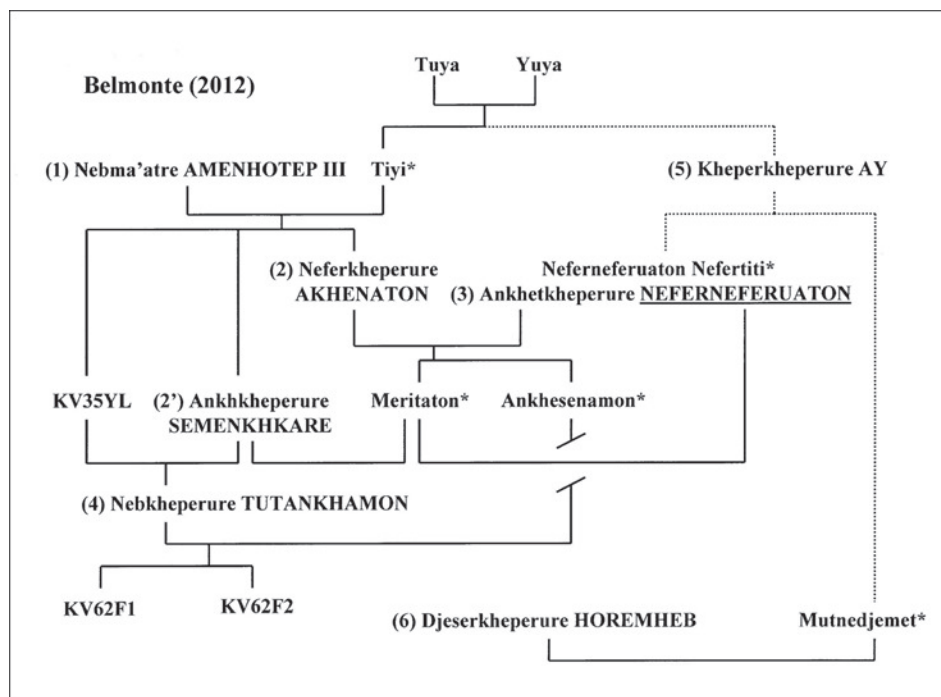 Tuya Yuya
Belmonte (2012)
(1) Nebma’atre AMENHOTEP III Tiyi* (5) Kheperkheperure AY
(2) Neferkheperure Neferneferuaton Nefertiti*
AKHENATON (3) Ankhetkheperure NEFERNEFERUATON
KV35YL (2’) Ankhkheperure Meritaton* Ankhesenamon*
SEMENKHKARE
(4) Nebkheperure TUTANKHAMON
KV62F1 KV62F2
(6) Djeserkheperure HOREMHEB Mutnedjemet*